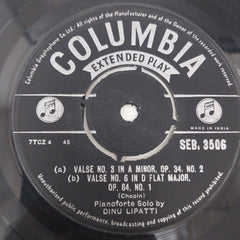 Columbia Graphophone Co. Ltd.
All rights of the Manufacturer and of the Owner
of the Recorded Work Reserved
COLUMBIA
EXTENDED PLAY
MADE IN INDIA
7TCZ 4 45
SEB. 3506
(a) VALSE NO. 3 IN A MINOR, OP. 34. NO. 2
(b) VALSE NO. 6 IN D FLAT MAJOR.
OP. 64. NO. 1
(Chopin)
Pianoforte Solo by
DINU LIPATTI
Unauthorised public performance, broadcasting and copying of this record prohibited